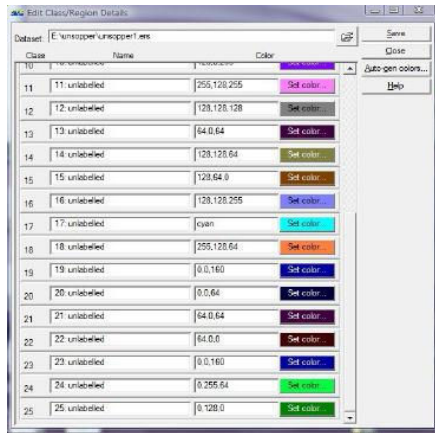 Edit Class/Region Details
Dataset: E:\unsopper\unsopper1.ers Save
Class Name Color Close
Auto-gen colors...
Help
11 11: unlabelled 255,128,255 Set color...
12 12: unlabelled 128,128,128 Set color...
13 13: unlabelled 64,0,64 Set color...
14 14: unlabelled 128,128,64 Set color...
15 15: unlabelled 128,64,0 Set color...
16 16: unlabelled 128,128,255 Set color...
17 17: unlabelled cyan Set color...
18 18: unlabelled 255,128,64 Set color...
19 19: unlabelled 0,0,160 Set color...
20 20: unlabelled 0,0,64 Set color...
21 21: unlabelled 64,0,64 Set color...
22 22: unlabelled 64,0,0 Set color...
23 23: unlabelled 0,0,160 Set color...
24 24: unlabelled 0,255,64 Set color...
25 25: unlabelled 0,128,0 Set color...